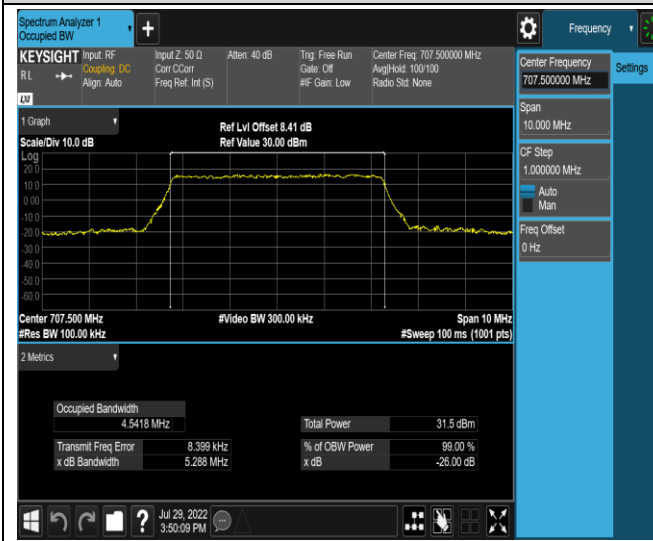 Spectrum Analyzer 1
Occupied BW
+
Frequency
KEYSIGHT
Input: RF
Coupling: DC
Align: Auto
RL
LXI
Input Z: 50 Ω
Corr CCorr
Freq Ref: Int (S)
Atten: 40 dB
Trig: Free Run
Gate: Off
#IF Gain: Low
Center Freq: 707.500000 MHz
Avg|Hold: 100/100
Radio Std: None
Center Frequency
707.500000 MHz
Settings
Span
10.000 MHz
CF Step
1.000000 MHz
Auto
Man
Freq Offset
0 Hz
1 Graph
Scale/Div 10.0 dB
Ref Lvl Offset 8.41 dB
Ref Value 30.00 dBm
Log
20.0
10.0
0.00
-10.0
-20.0
-30.0
-40.0
-50.0
-60.0
Center 707.500 MHz
#Video BW 300.00 kHz
Span 10 MHz
#Res BW 100.00 kHz
#Sweep 100 ms (1001 pts)
2 Metrics
Occupied Bandwidth
4.5418 MHz
Total Power 31.5 dBm
Transmit Freq Error 8.399 kHz
% of OBW Power 99.00 %
x dB Bandwidth 5.288 MHz
x dB -26.00 dB
?
Jul 29, 2022
3:50:09 PM